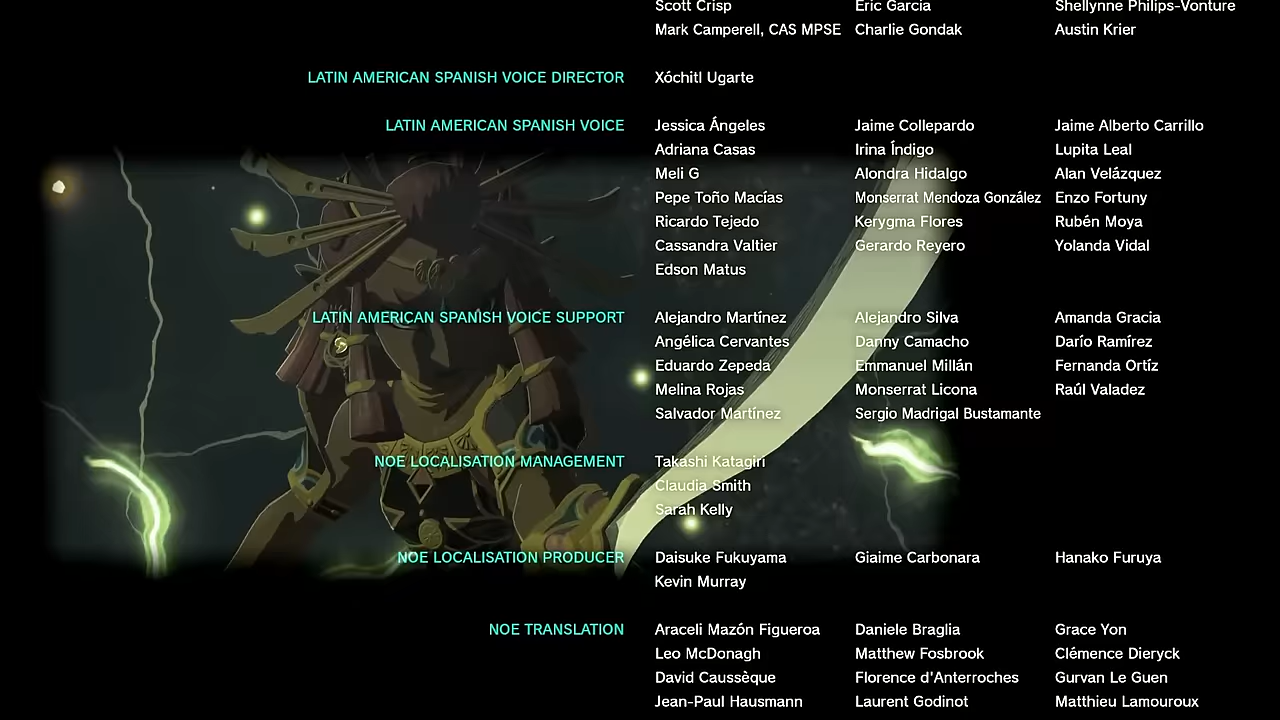 Scott Crisp Eric Garcia Shellynne Philips-Venture
Mark Camperell, CAS MPSE Charlie Gondak Austin Krier
LATIN AMERICAN SPANISH VOICE DIRECTOR Xóchitl Ugarte
LATIN AMERICAN SPANISH VOICE Jessica Ángeles Jaime Collepardo Jaime Alberto Carrillo
Adriana Casas Irina Índigo Lupita Leal
Meli G Alondra Hidalgo Alan Velázquez
Pepe Toño Macías Monserrat Mendoza González Enzo Fortuny
Ricardo Tejedo Kerygma Flores Rubén Moya
Cassandra Valtier Gerardo Reyero Yolanda Vidal
Edson Matus
LATIN AMERICAN SPANISH VOICE SUPPORT Alejandro Martínez Alejandro Silva Amanda Gracia
Angélica Cervantes Danny Camacho Darío Ramírez
Eduardo Zepeda Emmanuel Millán Fernanda Ortíz
Melina Rojas Monserrat Licona Raúl Valadez
Salvador Martínez Sergio Madrigal Bustamante
NOE LOCALISATION MANAGEMENT Takashi Katagiri
Claudia Smith
Sarah Kelly
NOE LOCALISATION PRODUCER Daisuke Fukuyama Giaime Carbonara Hanako Furuya
Kevin Murray
NOE TRANSLATION Araceli Mazón Figueroa Daniele Braglia Grace Yon
Leo McDonagh Matthew Fosbrook Clémence Dieryck
David Caussèque Florence d'Anterroches Gurvan Le Guen
Jean-Paul Hausmann Laurent Godinot Matthieu Lamouroux